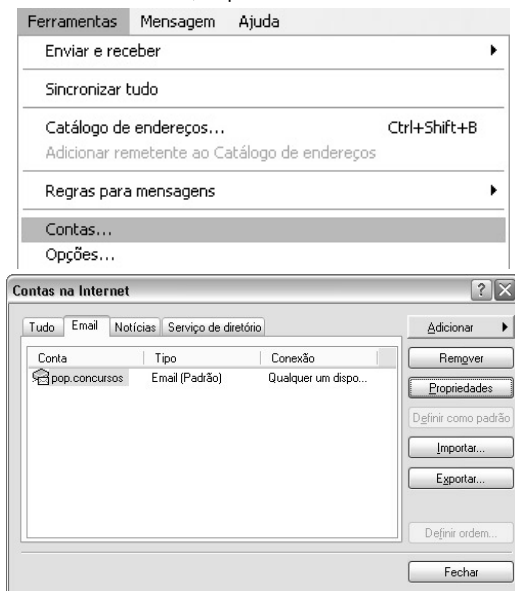 Ferramentas Mensagem Ajuda
Enviar e receber
Sincronizar tudo
Catálogo de endereços... Ctrl+Shift+B
Adicionar remetente ao Catálogo de endereços
Regras para mensagens
Contas...
Opções...
Contas na Internet
Tudo Email Notícias Serviço de diretório
Adicionar
Conta Tipo Conexão
Remover
pop.concursos Email (Padrão) Qualquer um dispo...
Propriedades
Definir como padrão
Importar...
Exportar...
Definir ordem...
Fechar